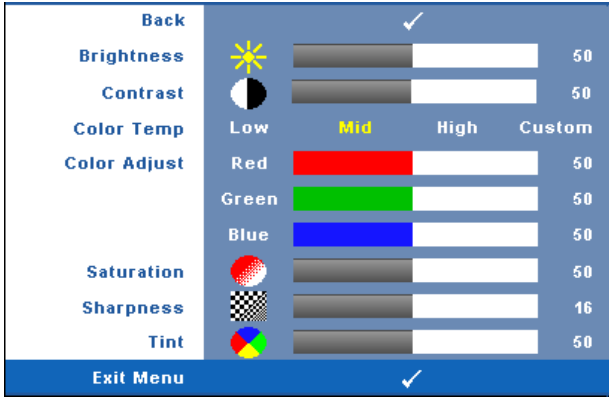 Back
Brightness 50
Contrast 50
Color Temp Low Mid High Custom
Color Adjust Red 50
Green 50
Blue 50
Saturation 50
Sharpness 16
Tint 50
Exit Menu